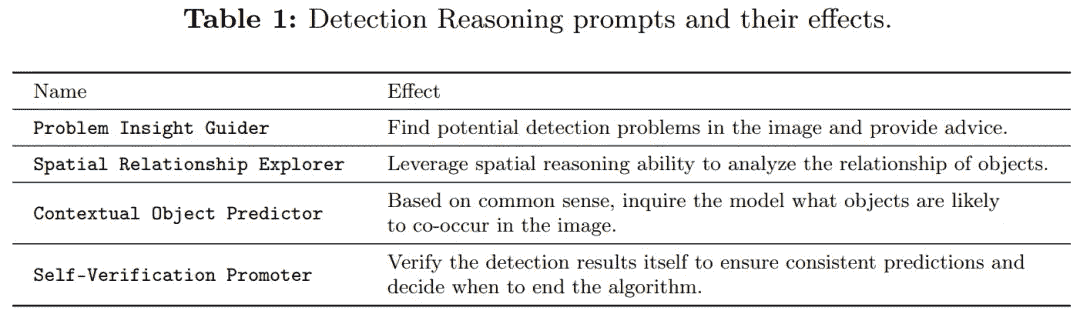 Table 1: Detection Reasoning prompts and their effects.
Name Effect
Problem Insight Guider Find potential detection problems in the image and provide advice.
Spatial Relationship Explorer Leverage spatial reasoning ability to analyze the relationship of objects.
Contextual Object Predictor Based on common sense, inquire the model what objects are likely
to co-occur in the image.
Self-Verification Promoter Verify the detection results itself to ensure consistent predictions and
decide when to end the algorithm.